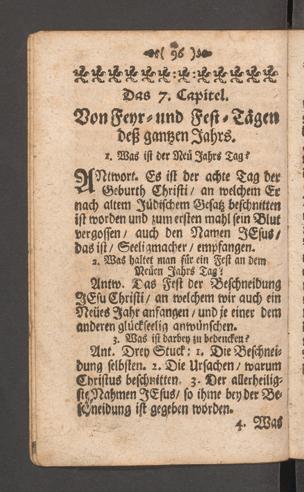 ( 96 )
Das 7. Capitel.
Von Feyr- und Fest-Tägen
deß gantzen Jahrs.
1. Was ist der Neü Jahrs Tag?
ANtwort. Es ist der achte Tag der
Geburth Christi/ an welchem Er
nach altem Jüdischem Gesatz beschnitten
ist worden und zum ersten mahl sein Blut
vergossen/ auch den Namen JEsus/
das ist/ Seeligmacher/ empfangen.
2. Was haltet man für ein Fest an dem
Neüen Jahrs Tag?
Antw. Das Fest der Beschneidung
JEsu Christi/ an welchem wir auch ein
Neües Jahr anfangen/ und je einer dem
anderen glückseelig anwünschen.
3. Was ist darbey zu bedencken?
Ant. Drey Stuck: 1. Die Beschnei-
dung selbsten. 2. Die Ursachen/ warum
Christus beschnitten. 3. Der allerheilig-
ste Nahmen JEsus/ so ihme bey der Be-
schneidung ist gegeben worden.
4. Was